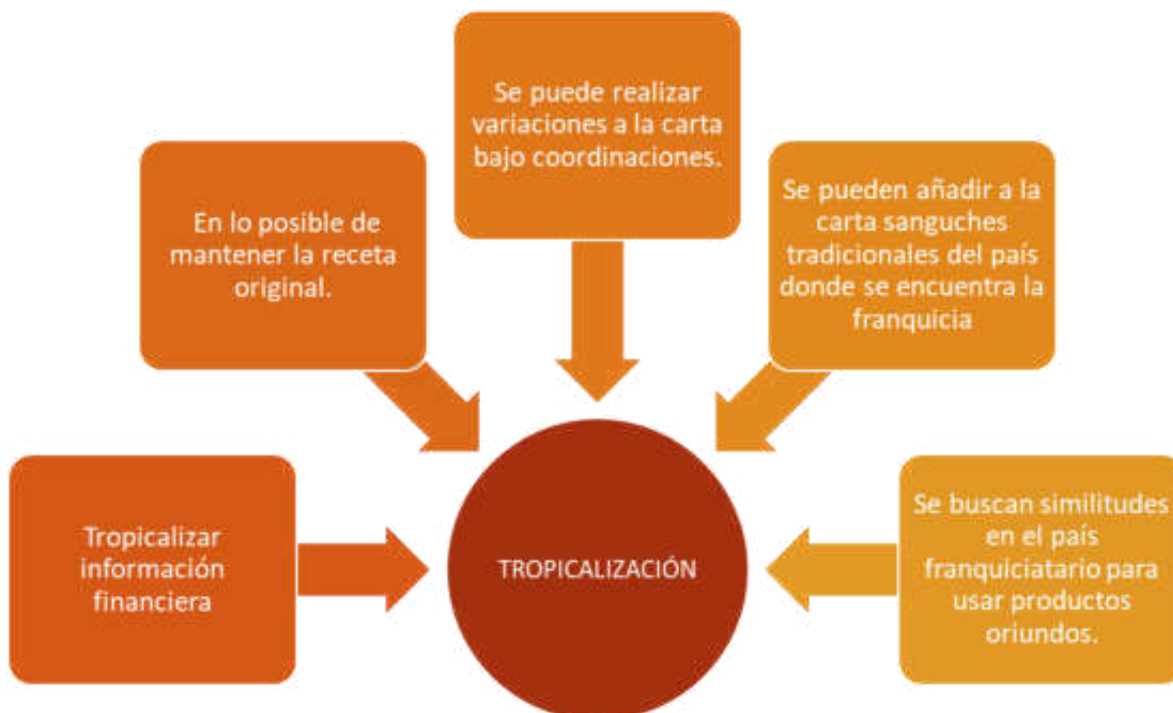 Se puede realizar
variaciones a la carta
bajo coordinaciones.
En lo posible de
mantener la receta
original.
Se pueden añadir a la
carta sanguches
tradicionales del país
donde se encuentra la
franquicia
Tropicalizar
información
financiera
TROPICALIZACIÓN
Se buscan similitudes
en el país
franquiciatario para
usar productos
oriundos.